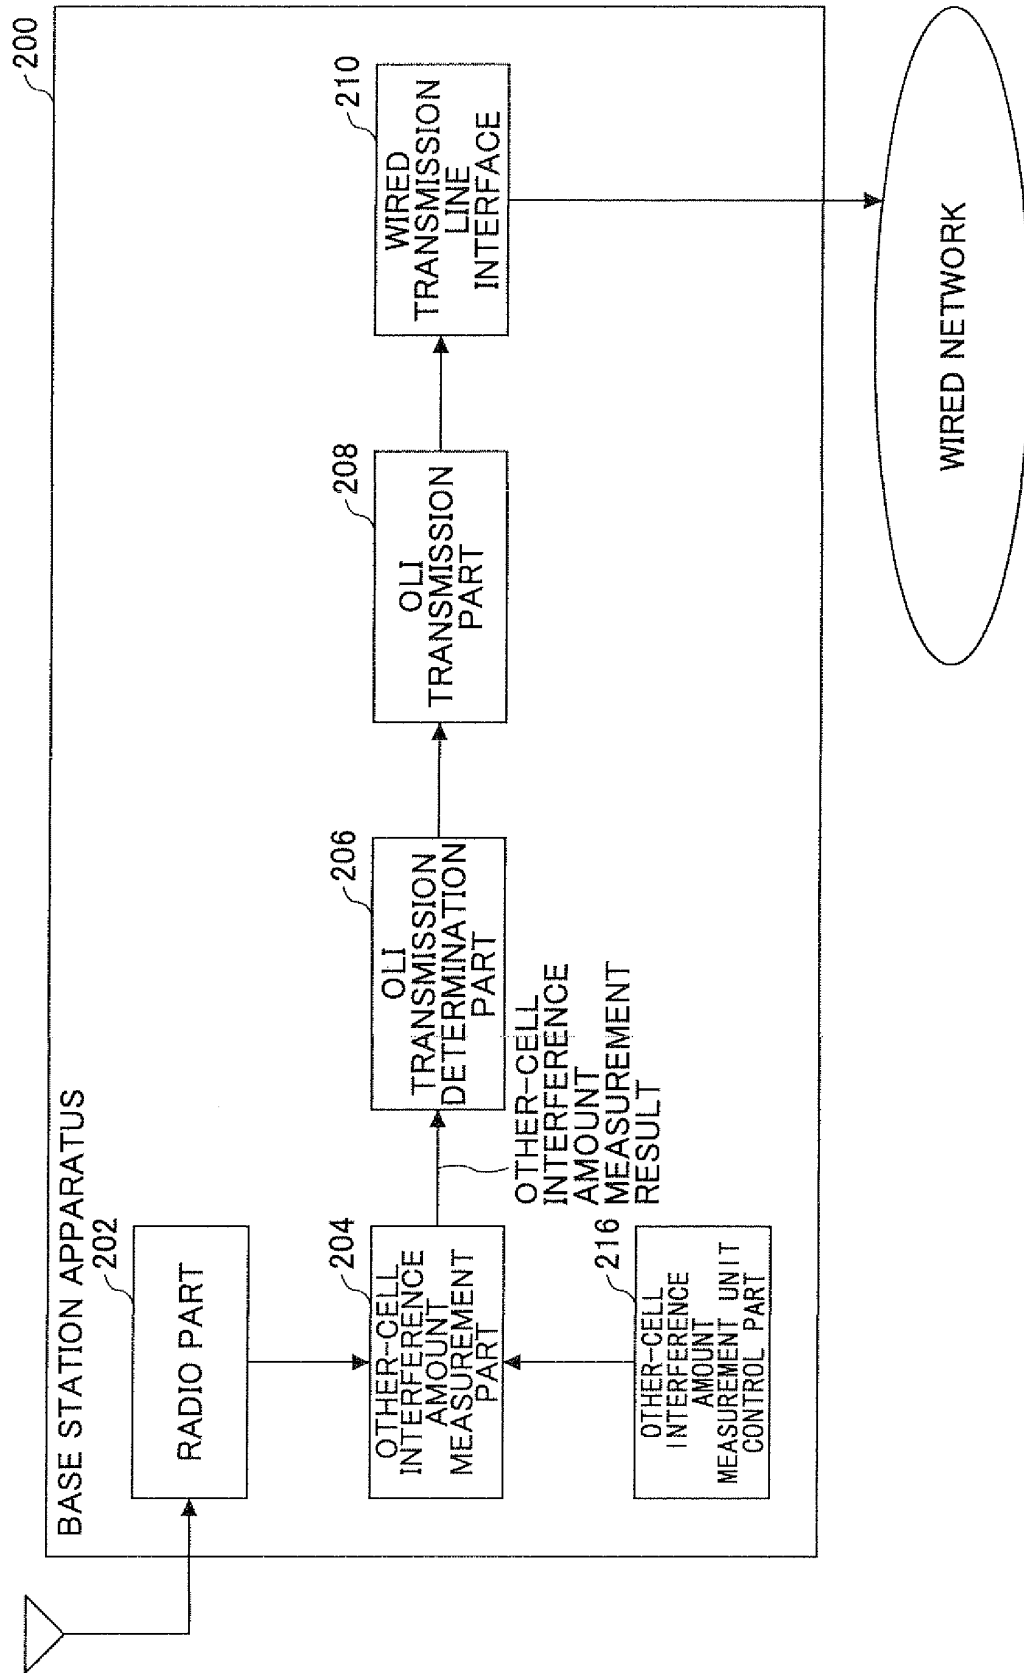 BASE STATION APPARATUS
200
202
RADIO PART
204
OTHER-CELL
INTERFERENCE
AMOUNT
MEASUREMENT
PART
216
OTHER-CELL
INTERFERENCE
AMOUNT
MEASUREMENT UNIT
CONTROL PART
OTHER-CELL
INTERFERENCE
AMOUNT
MEASUREMENT
RESULT
206
OLI
TRANSMISSION
DETERMINATION
PART
208
OLI
TRANSMISSION
PART
210
WIRED
TRANSMISSION
LINE
INTERFACE
WIRED NETWORK